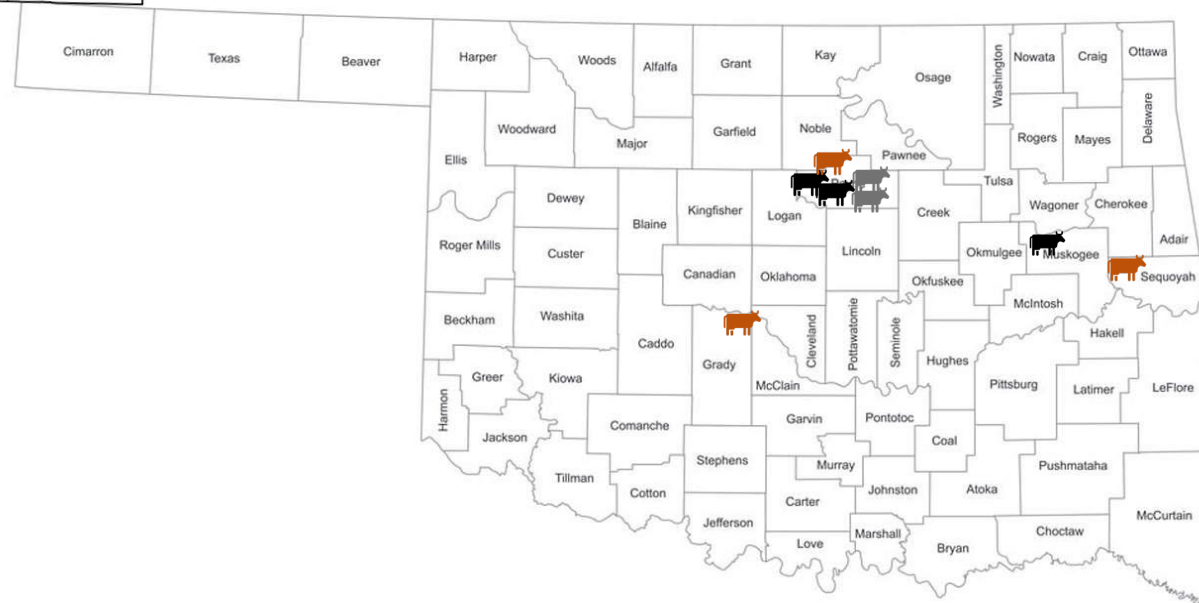 Cimarron
Texas
Beaver
Harper
Woods
Alfalfa
Grant
Kay
Osage
Washington
Nowata
Craig
Ottawa
Ellis
Woodward
Major
Garfield
Noble
Pawnee
Rogers
Mayes
Delaware
Dewey
Blaine
Kingfisher
Logan
Creek
Tulsa
Wagoner
Cherokee
Adair
Roger Mills
Custer
Canadian
Oklahoma
Lincoln
Okmulgee
Muskogee
Okfuskee
Sequoyah
McIntosh
Beckham
Washita
Caddo
Grady
McClain
Cleveland
Pottawatomie
Seminole
Hughes
Hakell
Pittsburg
Latimer
LeFlore
Harmon
Greer
Kiowa
Jackson
Comanche
Garvin
Pontotoc
Coal
Tillman
Cotton
Stephens
Murray
Carter
Johnston
Atoka
Pushmataha
McCurtain
Jefferson
Love
Marshall
Bryan
Choctaw